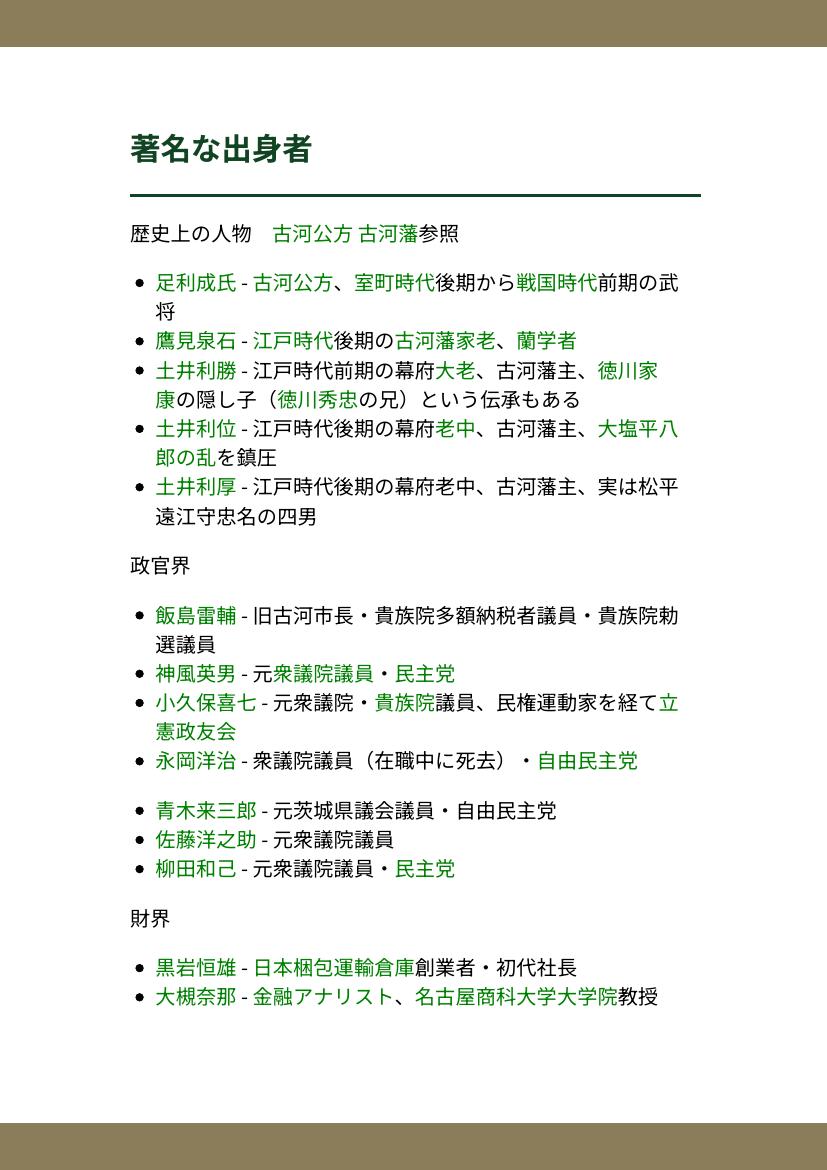 著名な出身者
歴史上の人物　古河公方 古河藩参照
足利成氏 - 古河公方、室町時代後期から戦国時代前期の武
将
鷹見泉石 - 江戸時代後期の古河藩家老、蘭学者
土井利勝 - 江戸時代前期の幕府大老、古河藩主、徳川家
康の隠し子（徳川秀忠の兄）という伝承もある
土井利位 - 江戸時代後期の幕府老中、古河藩主、大塩平八
郎の乱を鎮圧
土井利厚 - 江戸時代後期の幕府老中、古河藩主、実は松平
遠江守忠名の四男
政官界
飯島雷輔 - 旧古河市長・貴族院多額納税者議員・貴族院勅
選議員
神風英男 - 元衆議院議員・民主党
小久保喜七 - 元衆議院・貴族院議員、民権運動家を経て立
憲政友会
永岡洋治 - 衆議院議員（在職中に死去）・自由民主党
青木来三郎 - 元茨城県議会議員・自由民主党
佐藤洋之助 - 元衆議院議員
柳田和己 - 元衆議院議員・民主党
財界
黒岩恒雄 - 日本梱包運輸倉庫創業者・初代社長
大槻奈那 - 金融アナリスト、名古屋商科大学大学院教授